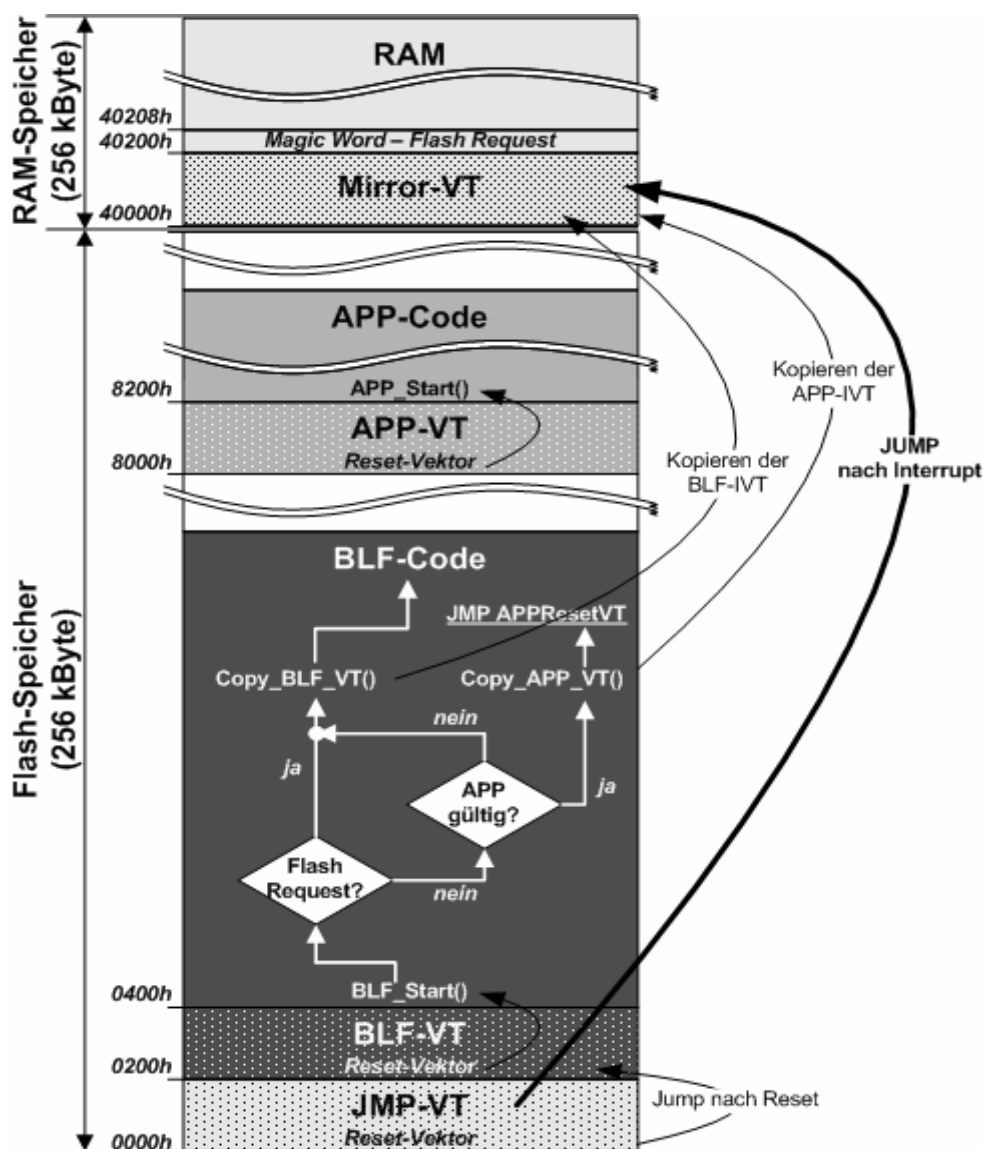 RAM-Speicher
(256 kByte)
RAM
40208h
Magic Word – Flash Request
40200h
Mirror-VT
40000h
Flash-Speicher
(256 kByte)
APP-Code
APP_Start()
8200h
APP-VT
Reset-Vektor
8000h
Kopieren der
APP-IVT
Kopieren der
BLF-IVT
JUMP
nach Interrupt
BLF-Code
JMP APPResetVT
Copy_BLF_VT()
Copy_APP_VT()
nein
ja
APP
gültig?
ja
Flash
Request?
nein
BLF_Start()
0400h
BLF-VT
Reset-Vektor
0200h
Jump nach Reset
JMP-VT
Reset-Vektor
0000h